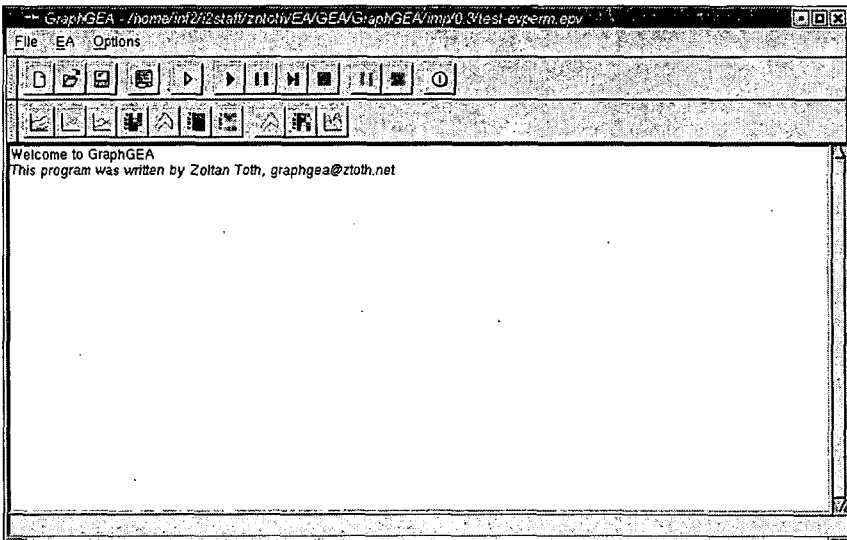 GraphGEA - /home/inf2/i2staff/zntotiv/EA/GEA/GraphGEA/imp/0.3/test-evperm.epv
File EA Options
Welcome to GraphGEA
This program was written by Zoltan Toth, graphgea@ztoth.net